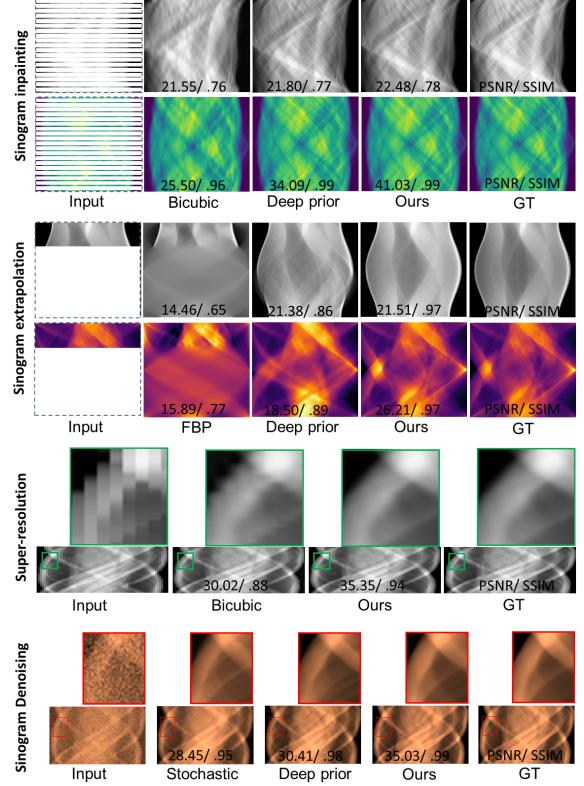 Sinogram inpainting
21.55/ .76 21.80/ .77 22.48/ .78 PSNR/ SSIM
25.50/ .96 34.09/ .99 41.03/ .99 PSNR/ SSIM
Input Bicubic Deep prior Ours GT
Sinogram extrapolation
14.46/ .65 21.38/ .86 21.51/ .97 PSNR/ SSIM
15.89/ .77 18.50/ .89 26.21/ .97 PSNR/ SSIM
Input FBP Deep prior Ours GT
Super-resolution
30.02/ .88 35.35/ .94 PSNR/ SSIM
Input Bicubic Ours GT
Sinogram Denoising
28.45/ .95 30.41/ .98 35.03/ .99 PSNR/ SSIM
Input Stochastic Deep prior Ours GT